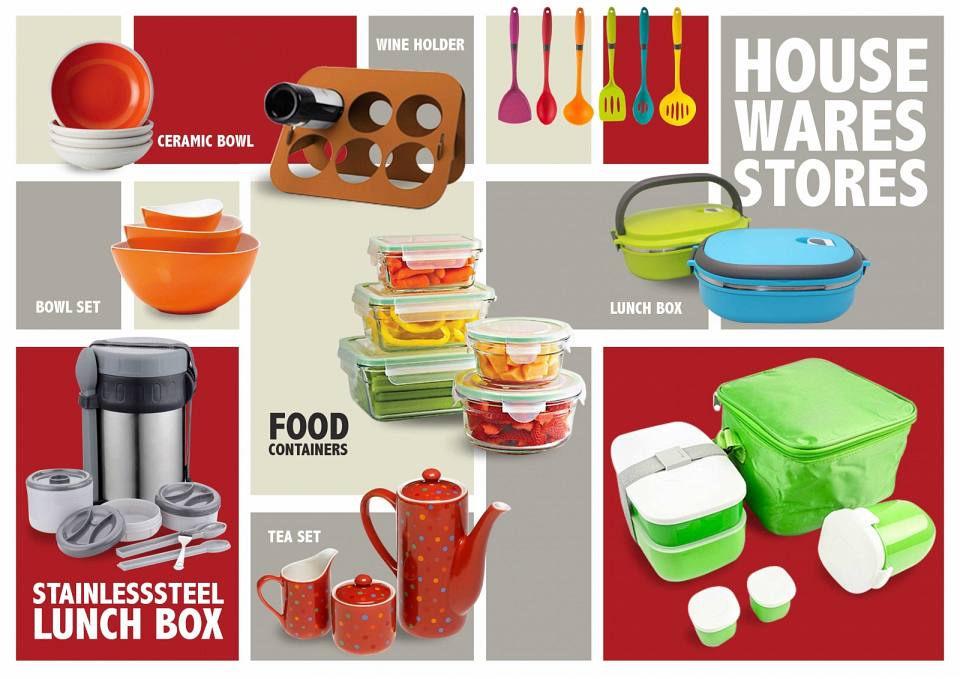 WINE HOLDER
HOUSE
WARES
STORES
CERAMIC BOWL
BOWL SET
LUNCH BOX
FOOD
CONTAINERS
TEA SET
STAINLESSSTEEL
LUNCH BOX